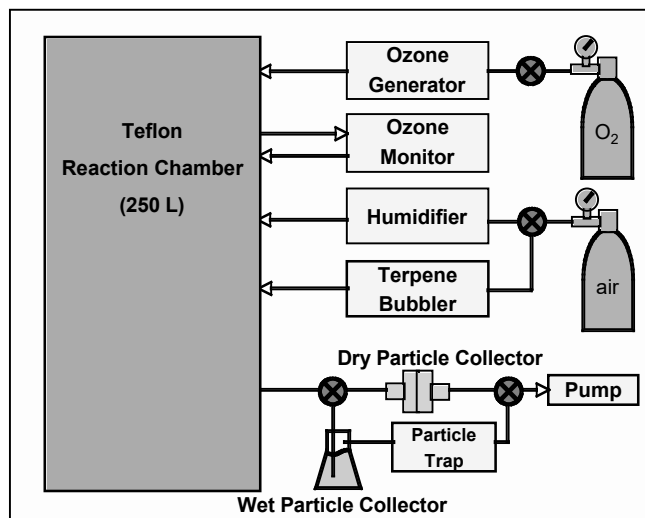 Teflon
Reaction Chamber
(250 L)
Ozone
Generator
O2
Ozone
Monitor
Humidifier
Terpene
Bubbler
air
Dry Particle Collector
Pump
Particle
Trap
Wet Particle Collector